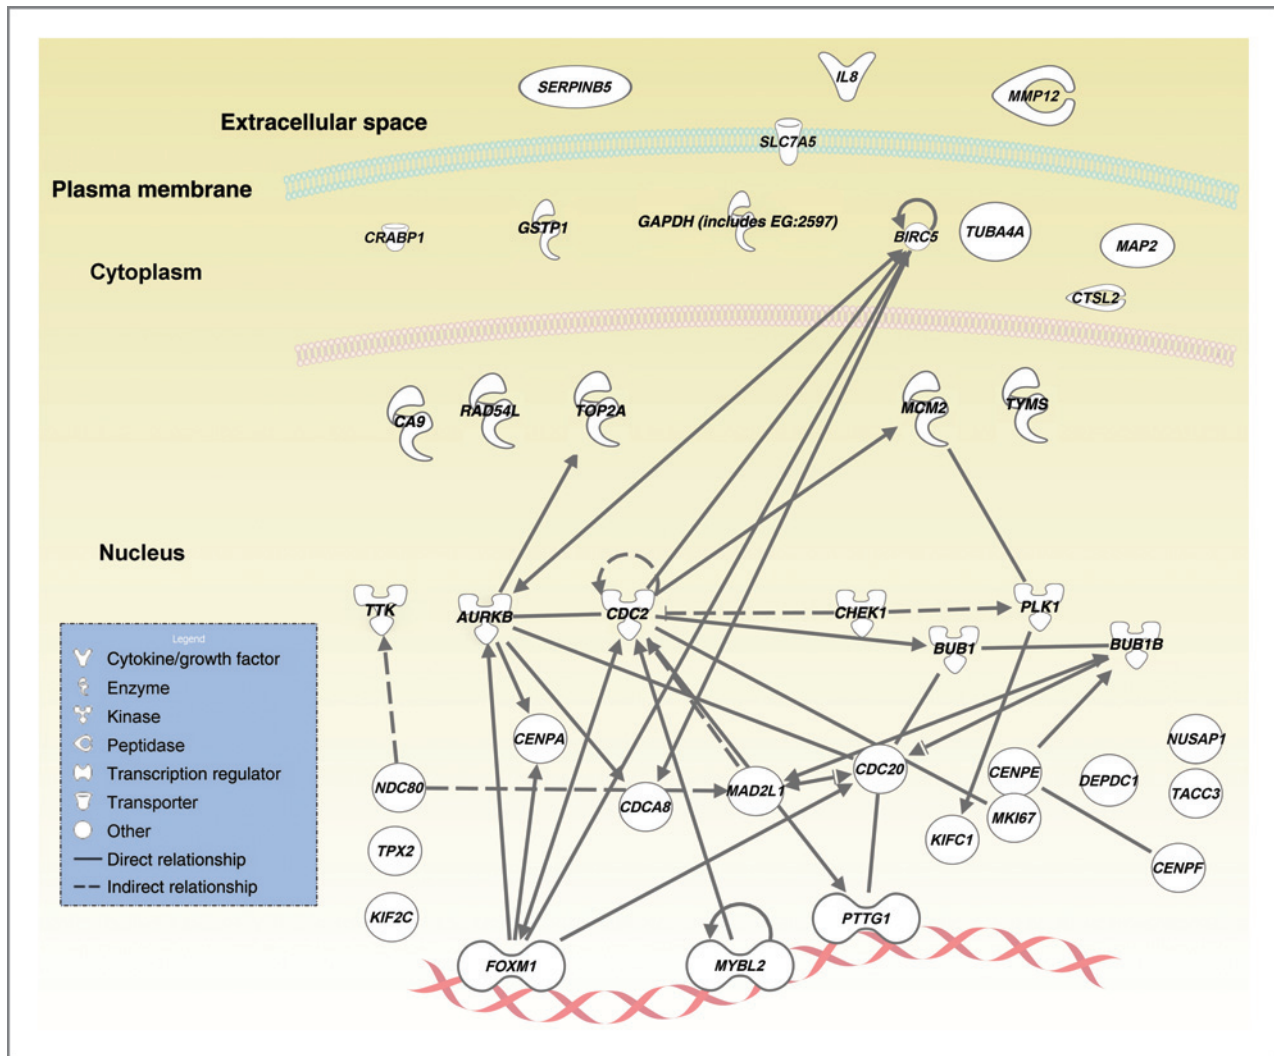 SERPINB5
IL8
MMP12
Extracellular space
SLC7A5
Plasma membrane
CRABP1
GSTP1
GAPDH (includes EG:2597)
BIRC5
TUBA4A
MAP2
Cytoplasm
CTSL2
CA9
RAD54L
TOP2A
MCM2
TYMS
Nucleus
TTK
AURKB
CDC2
CHEK1
PLK1
BUB1
BUB1B
Legend
Cytokine/growth factor
Enzyme
Kinase
Peptidase
Transcription regulator
Transporter
Other
Direct relationship
Indirect relationship
CENPA
NUSAP1
NDC80
CDCA8
MAD2L1
CDC20
CENPE
DEPDC1
TACC3
MKI67
KIFC1
TPX2
CENPF
KIF2C
PTTG1
FOXM1
MYBL2